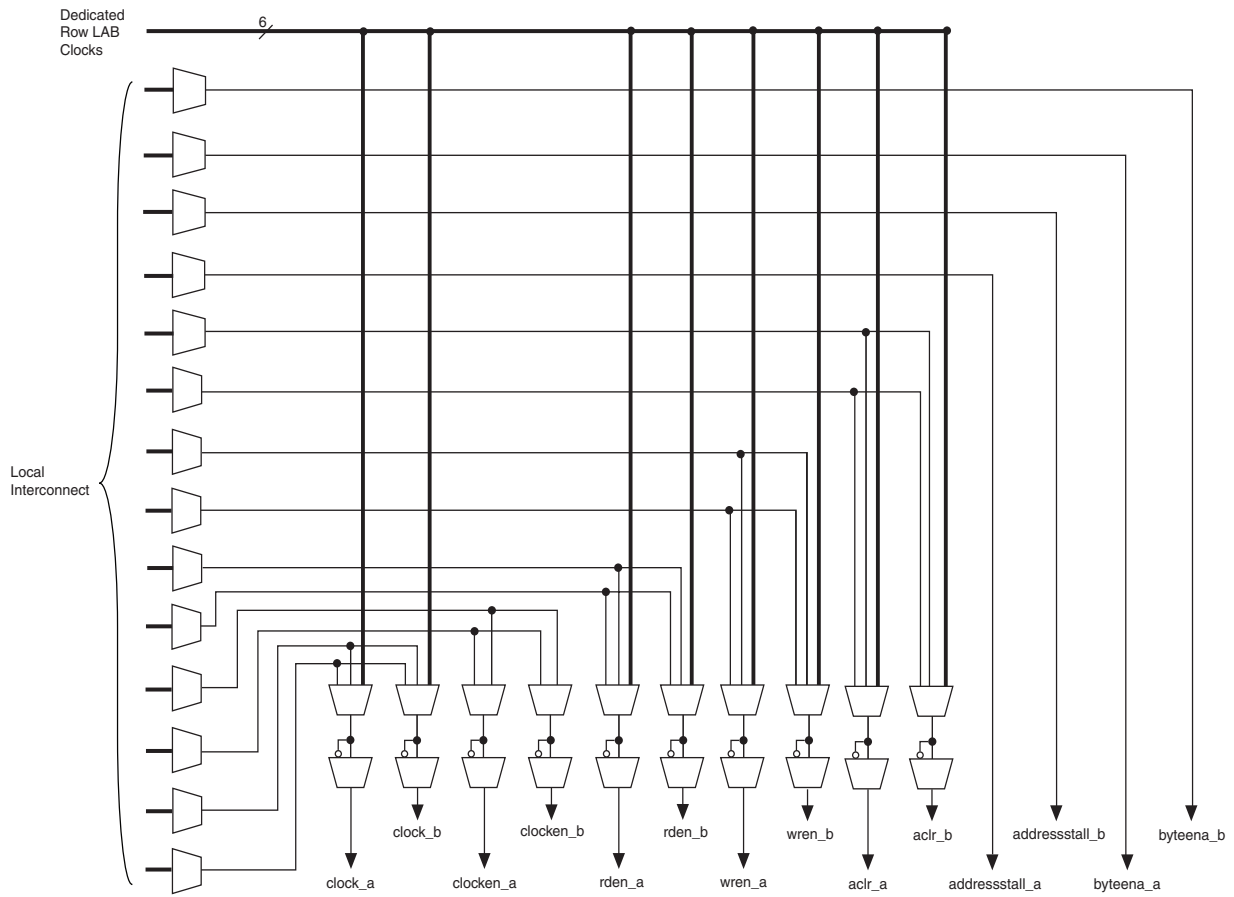 Dedicated
Row LAB
Clocks
6
Local
Interconnect
clock_b
clocken_b
rden_b
wren_b
aclr_b
addressstall_b
byteena_b
clock_a
clocken_a
rden_a
wren_a
aclr_a
addressstall_a
byteena_a